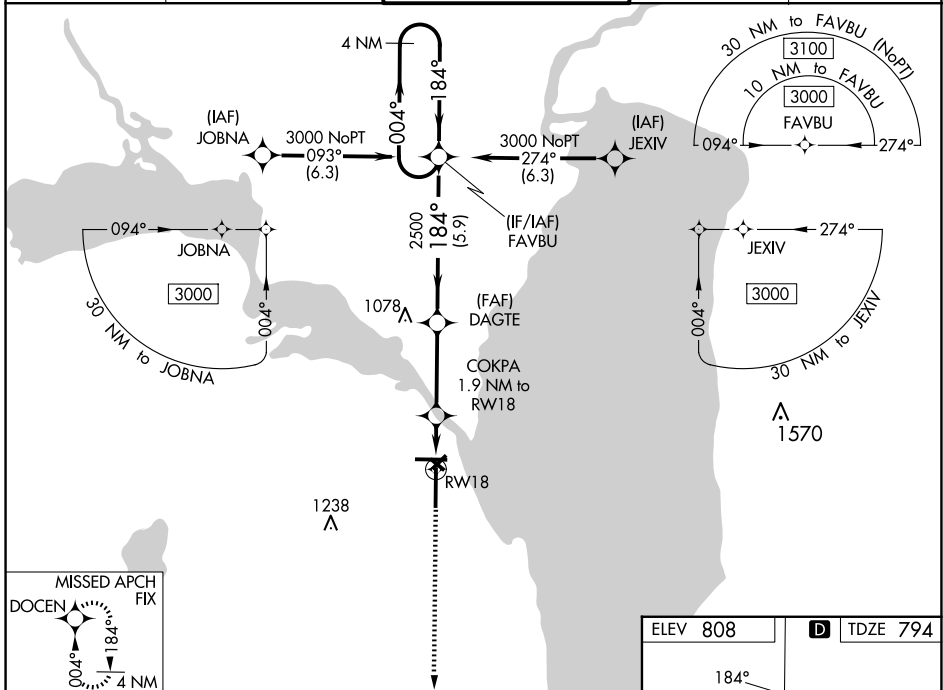 4 NM
004°
184°
30 NM to FAVBU (NoPT)
3100
10 NM to FAVBU
3000
FAVBU
094°
274°
(IAF)
JOBNA
3000 NoPT
093°
(6.3)
3000 NoPT
274°
(6.3)
(IAF)
JEXIV
(IF/IAF)
FAVBU
2500
184°
(5.9)
094°
JOBNA
3000
004°
30 NM to JOBNA
JEXIV
274°
3000
004°
30 NM to JEXIV
1078
(FAF)
DAGTE
COKPA
1.9 NM to
RW18
1570
RW18
1238
MISSED APCH
FIX
DOCEN
184°
004°
4 NM
ELEV 808
D
TDZE 794
184°